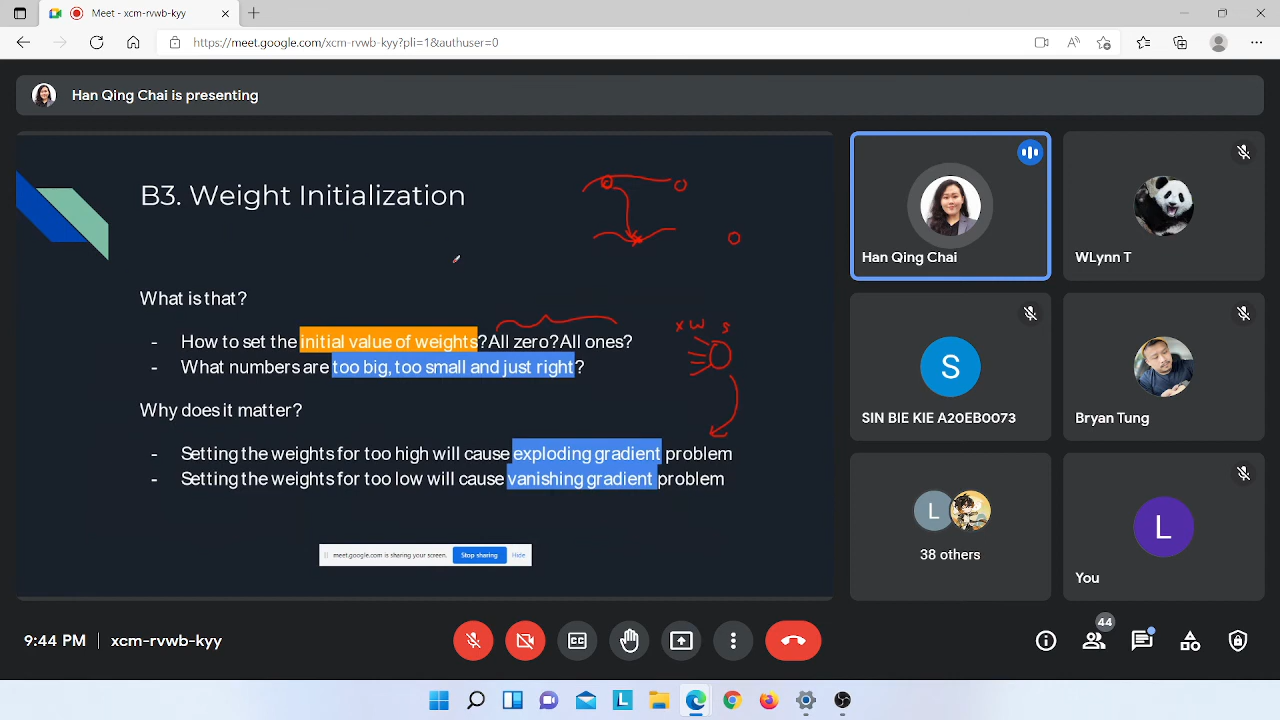 Meet - xcm-rvwb-kyy
https://meet.google.com/xcm-rvwb-kyy?pli=1&authuser=0
Han Qing Chai is presenting
B3. Weight Initialization
What is that?
- How to set the initial value of weights?All zero?All ones?
- What numbers are too big, too small and just right?
Why does it matter?
- Setting the weights for too high will cause exploding gradient problem
- Setting the weights for too low will cause vanishing gradient problem
x w s
meet.google.com is sharing your screen. Stop sharing Hide
Han Qing Chai
WLynn T
S
SIN BIE KIE A20EB0073
Bryan Tung
L
38 others
L
You
9:44 PM | xcm-rvwb-kyy
CC
44
L